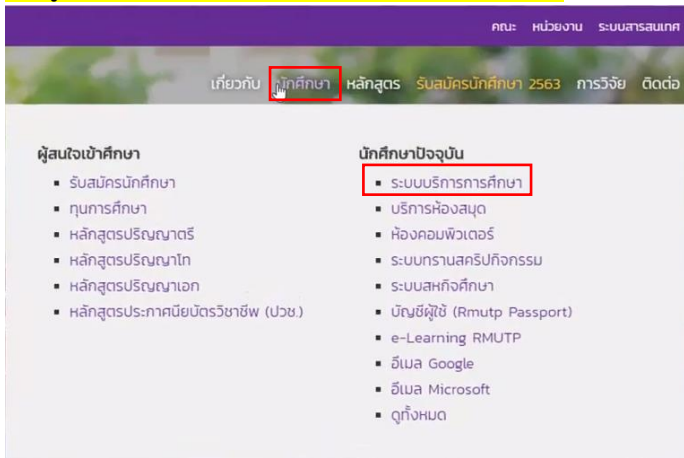 คณะ หน่วยงาน ระบบสารสนเทศ
เกี่ยวกับ นักศึกษา หลักสูตร รับสมัครนักศึกษา 2563 การวิจัย ติดต่อ
ผู้สนใจเข้าศึกษา
รับสมัครนักศึกษา
ทุนการศึกษา
หลักสูตรปริญญาตรี
หลักสูตรปริญญาโท
หลักสูตรปริญญาเอก
หลักสูตรประกาศนียบัตรวิชาชีพ (ปวช.)
นักศึกษาปัจจุบัน
ระบบบริการการศึกษา
บริการห้องสมุด
ห้องคอมพิวเตอร์
ระบบทรานสคริปกิจกรรม
ระบบสหกิจศึกษา
บัญชีผู้ใช้ (Rmutp Passport)
e-Learning RMUTP
อีเมล Google
อีเมล Microsoft
ดูทั้งหมด